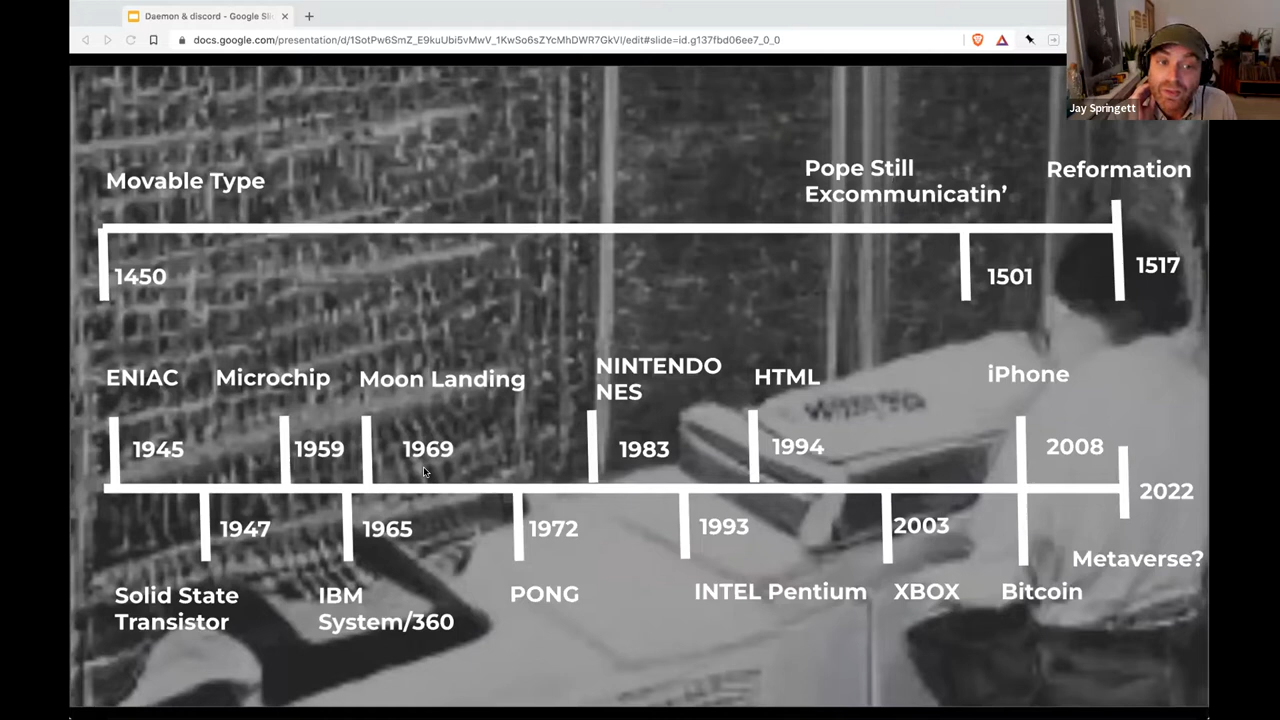 Daemon & discord - Google Sli
docs.google.com/presentation/d/1SotPw6SmZ_E9kuUbi5vMwV_1KwSo6sZYcMhDWR7GkVI/edit#slide=id.g137fbd06ee7_0_0
Jay Springett
Movable Type
Pope Still
Excommunicatin’
Reformation
1450
1501
1517
ENIAC
Microchip
Moon Landing
NINTENDO
NES
HTML
iPhone
1945
1959
1969
1983
1994
2008
2022
1947
1965
1972
1993
2003
Metaverse?
Solid State
Transistor
IBM
System/360
PONG
INTEL Pentium
XBOX
Bitcoin